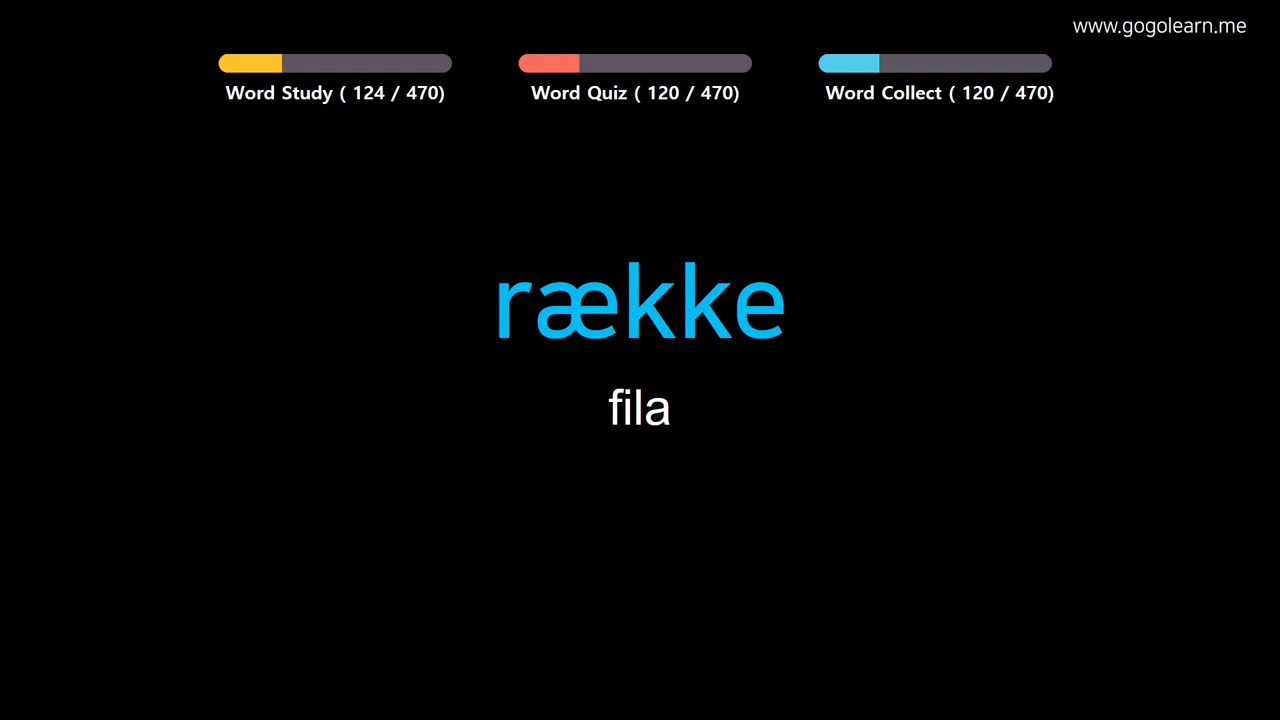 www.gogolearn.me
Word Study ( 124 / 470)
Word Quiz ( 120 / 470)
Word Collect ( 120 / 470)
række
fila